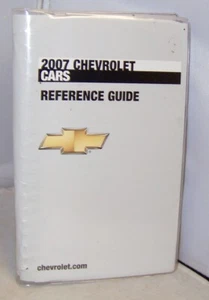 2007 CHEVROLET
CARS
REFERENCE GUIDE
chevrolet.com